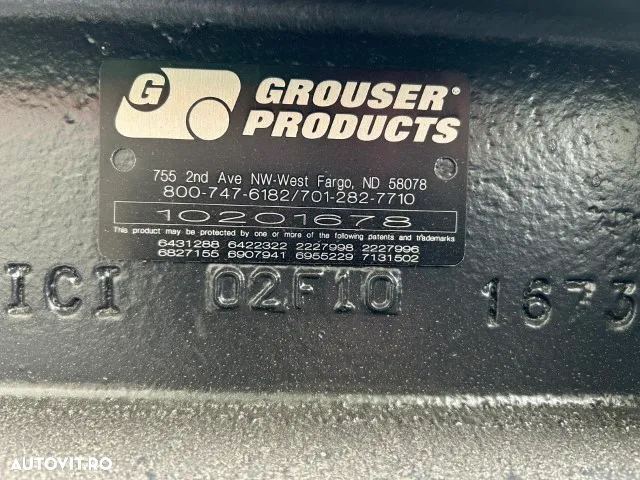 G
GROUSER®
PRODUCTS
755 2nd Ave NW-West Fargo, ND 58078
800-747-6182/701-282-7710
10201678
This product may be protected by one or more of the following patents and trademarks
6431288 6422322 2227998 2227996
6827155 6907941 6955229 7131502
ICI 02F10 1673
AUTOVIT.RO